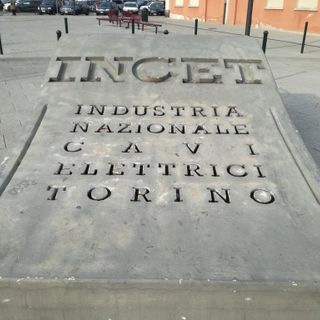 INCET
INDUSTRIA
NAZIONALE
CAVI
ELETTRICI
TORINO